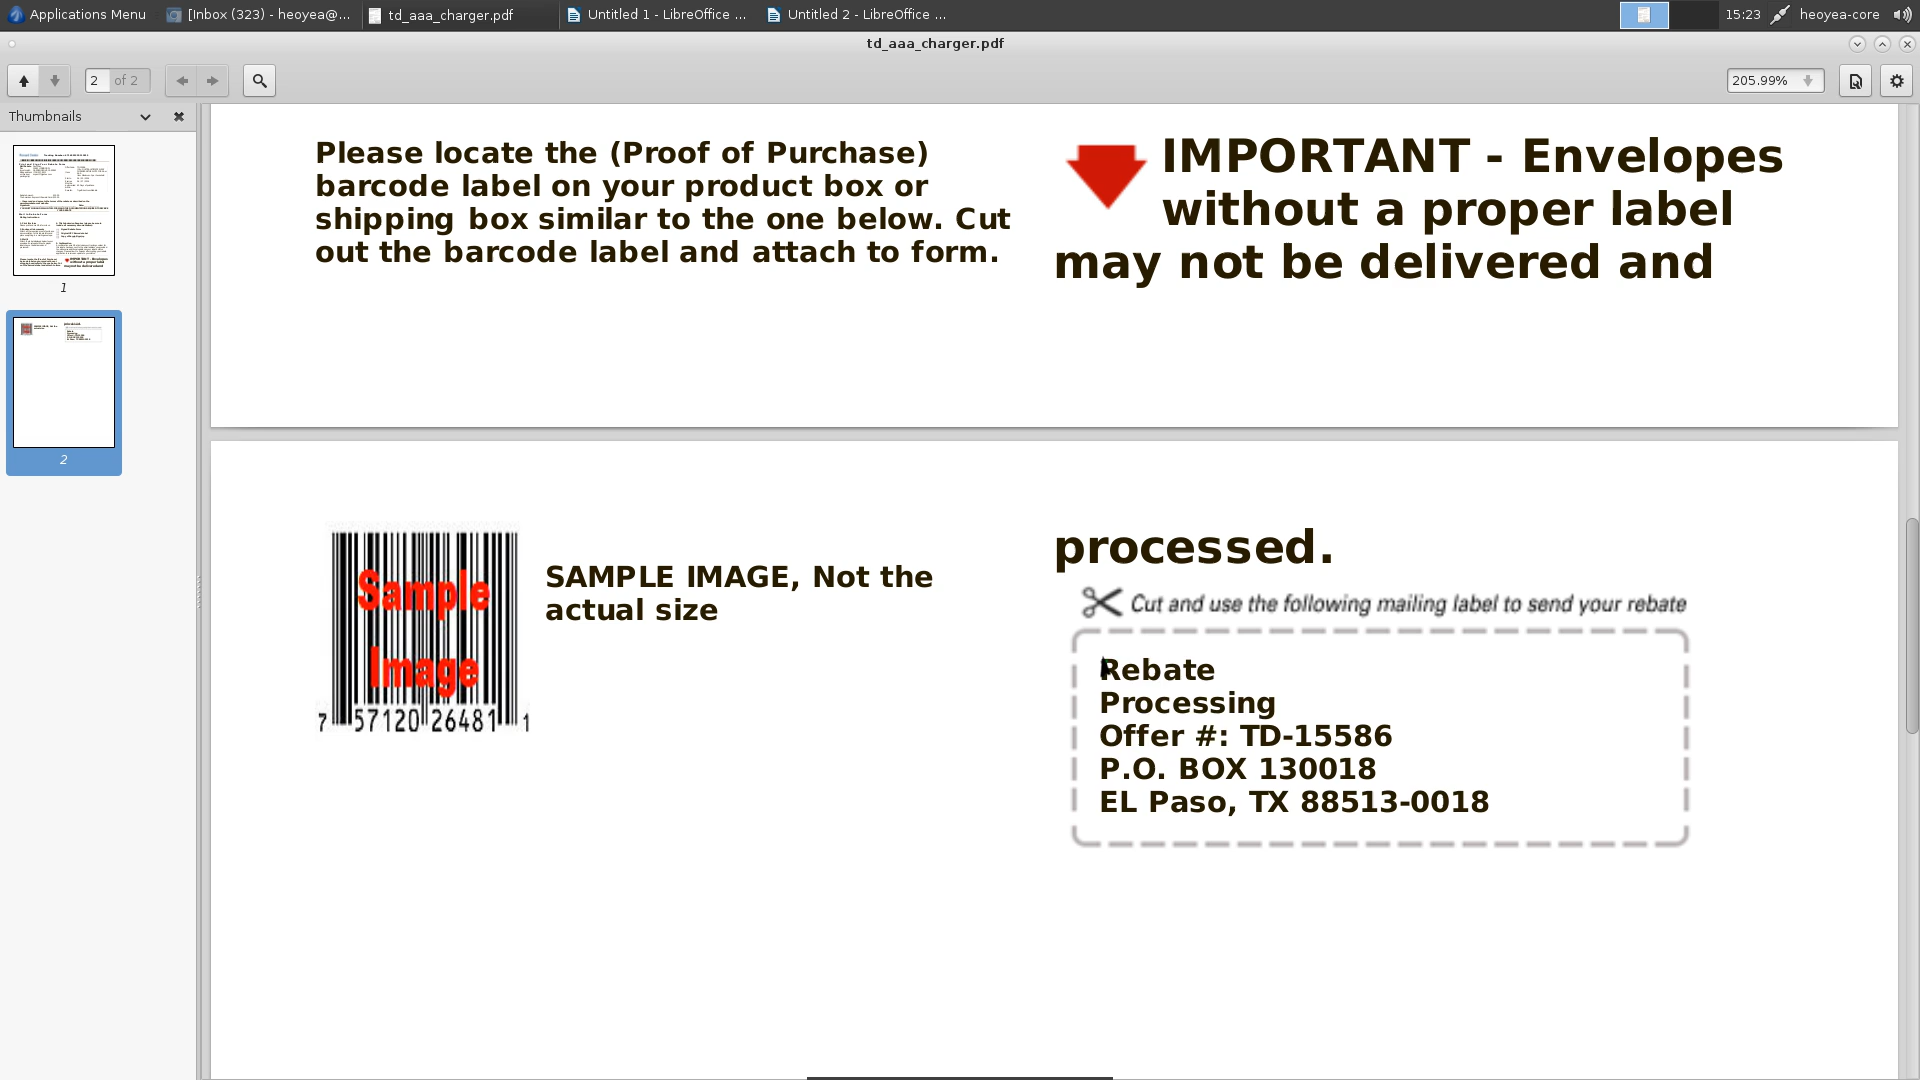 Applications Menu
[Inbox (323) - heoyea@...
td_aaa_charger.pdf
Untitled 1 - LibreOffice ...
Untitled 2 - LibreOffice ...
15:23
heoyea-core
td_aaa_charger.pdf
2 of 2
205.99%
Thumbnails
1
2
Please locate the (Proof of Purchase)
barcode label on your product box or
shipping box similar to the one below. Cut
out the barcode label and attach to form.
IMPORTANT - Envelopes
without a proper label
may not be delivered and
Sample
Image
7 57120 26481 1
SAMPLE IMAGE, Not the
actual size
processed.
Cut and use the following mailing label to send your rebate
Rebate
Processing
Offer #: TD-15586
P.O. BOX 130018
EL Paso, TX 88513-0018